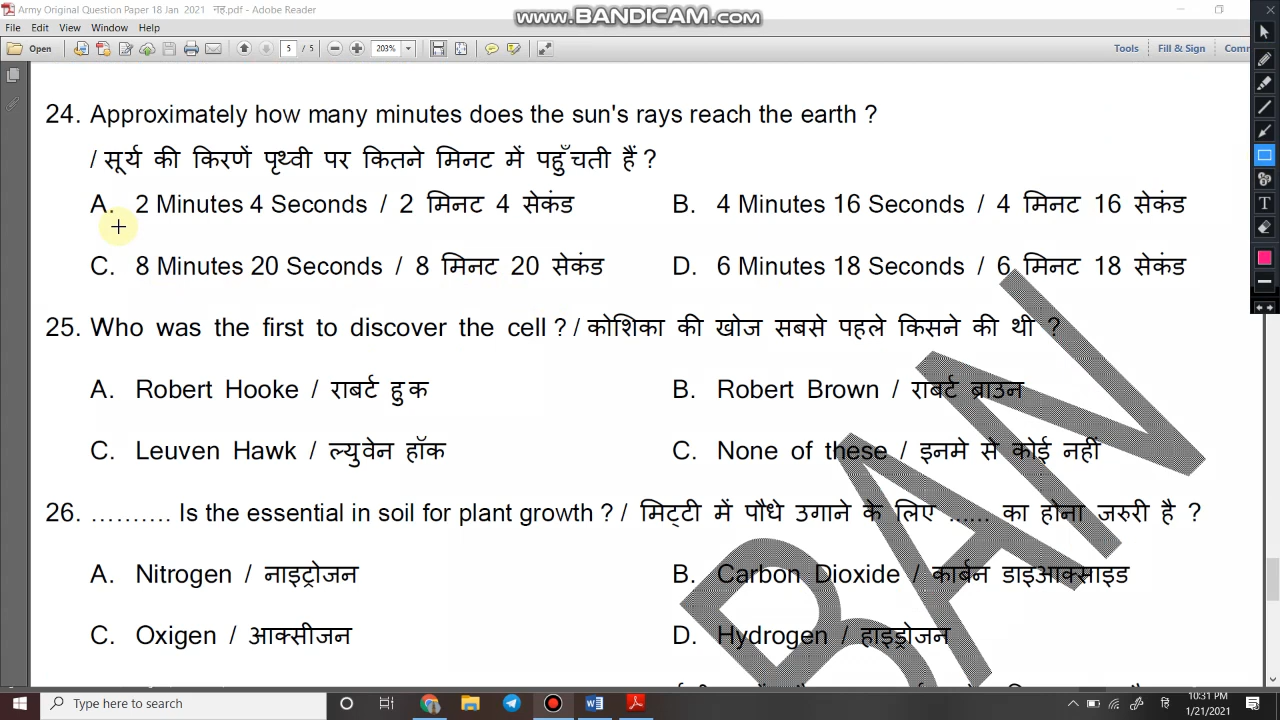 Army Original Question Paper 18 Jan 2021 नह.pdf - Adobe Reader
www.BANDICAM.com
File Edit View Window Help
Open 5 / 5 203% Tools Fill & Sign Comm
24. Approximately how many minutes does the sun's rays reach the earth ?
/ सूर्य की किरणें पृथ्वी पर कितने मिनट में पहुँचती हैं ?
A. 2 Minutes 4 Seconds / 2 मिनट 4 सेकंड B. 4 Minutes 16 Seconds / 4 मिनट 16 सेकंड
C. 8 Minutes 20 Seconds / 8 मिनट 20 सेकंड D. 6 Minutes 18 Seconds / 6 मिनट 18 सेकंड
25. Who was the first to discover the cell ? / कोशिका की खोज सबसे पहले किसने की थी ?
A. Robert Hooke / राबर्ट हुक B. Robert Brown / राबर्ट ब्राउन
C. Leuven Hawk / ल्युवेन हॉक C. None of these / इनमे से कोई नहीं
26. .......... Is the essential in soil for plant growth ? / मिट्टी में पौधे उगाने के लिए ...... का होना जरुरी है ?
A. Nitrogen / नाइट्रोजन B. Carbon Dioxide / कार्बन डाइआक्साइड
C. Oxigen / आक्सीजन D. Hydrogen / हाइड्रोजन
BAN
Type here to search
10:31 PM
1/21/2021